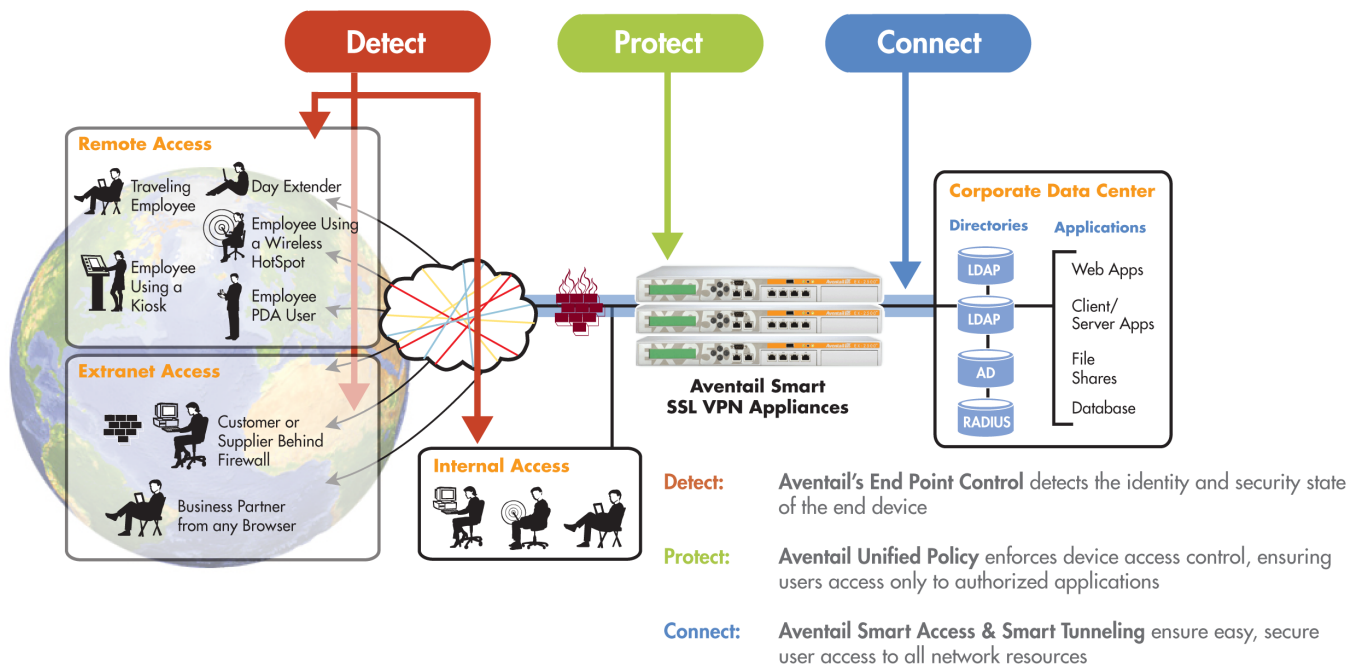 Detect
Protect
Connect
Remote Access
Traveling
Employee
Day Extender
Employee Using
a Wireless
HotSpot
Employee
Using a
Kiosk
Employee
PDA User
Extranet Access
Customer or
Supplier Behind
Firewall
Business Partner
from any Browser
Internal Access
Aventail
Aventail
Aventail
Aventail Smart
SSL VPN Appliances
Corporate Data Center
Directories
LDAP
LDAP
AD
RADIUS
Applications
Web Apps
Client/
Server Apps
File
Shares
Database
Detect: Aventail’s End Point Control detects the identity and security state
of the end device
Protect: Aventail Unified Policy enforces device access control, ensuring
users access only to authorized applications
Connect: Aventail Smart Access & Smart Tunneling ensure easy, secure
user access to all network resources